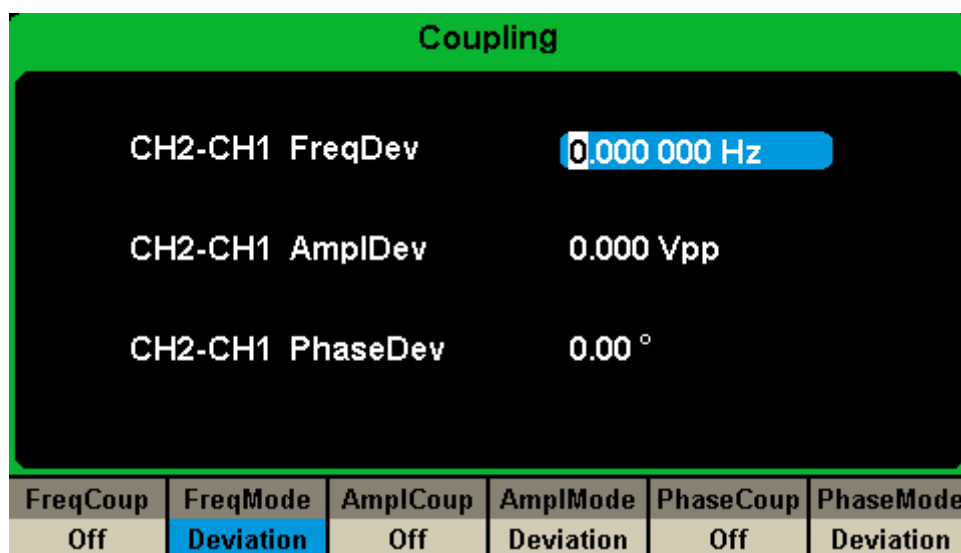 Coupling
CH2-CH1 FreqDev 0.000 000 Hz
CH2-CH1 AmplDev 0.000 Vpp
CH2-CH1 PhaseDev 0.00 °
FreqCoup FreqMode AmplCoup AmplMode PhaseCoup PhaseMode
Off Deviation Off Deviation Off Deviation